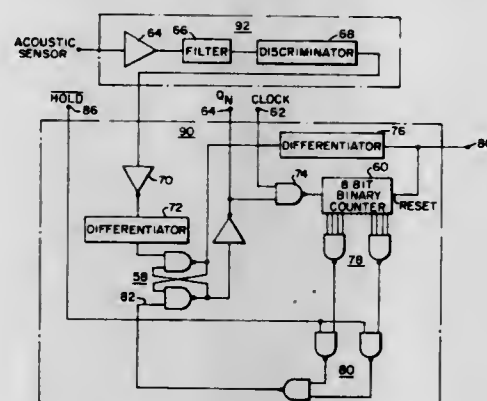 92
ACOUSTIC SENSOR
64
66
FILTER
68
DISCRIMINATOR
HOLD
86
QN
64
CLOCK
62
90
76
DIFFERENTIATOR
70
74
60
8 BIT
BINARY
COUNTER
RESET
72
DIFFERENTIATOR
58
78
82
80